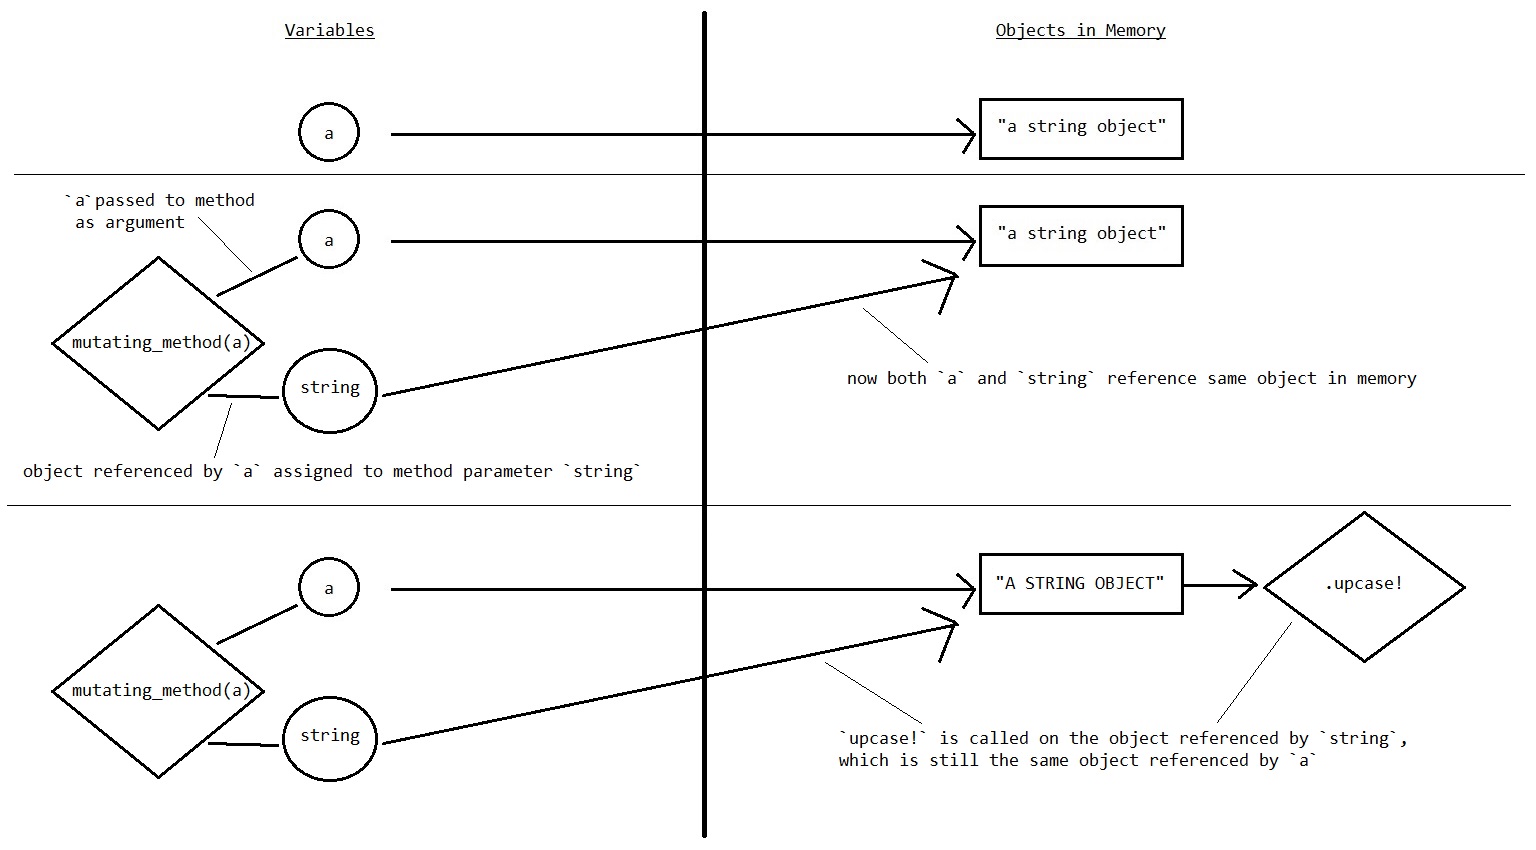 Variables
Objects in Memory
a
"a string object"
`a`passed to method
as argument
a
"a string object"
mutating_method(a)
string
now both `a` and `string` reference same object in memory
object referenced by `a` assigned to method parameter `string`
a
"A STRING OBJECT"
.upcase!
mutating_method(a)
string
`upcase!` is called on the object referenced by `string`,
which is still the same object referenced by `a`